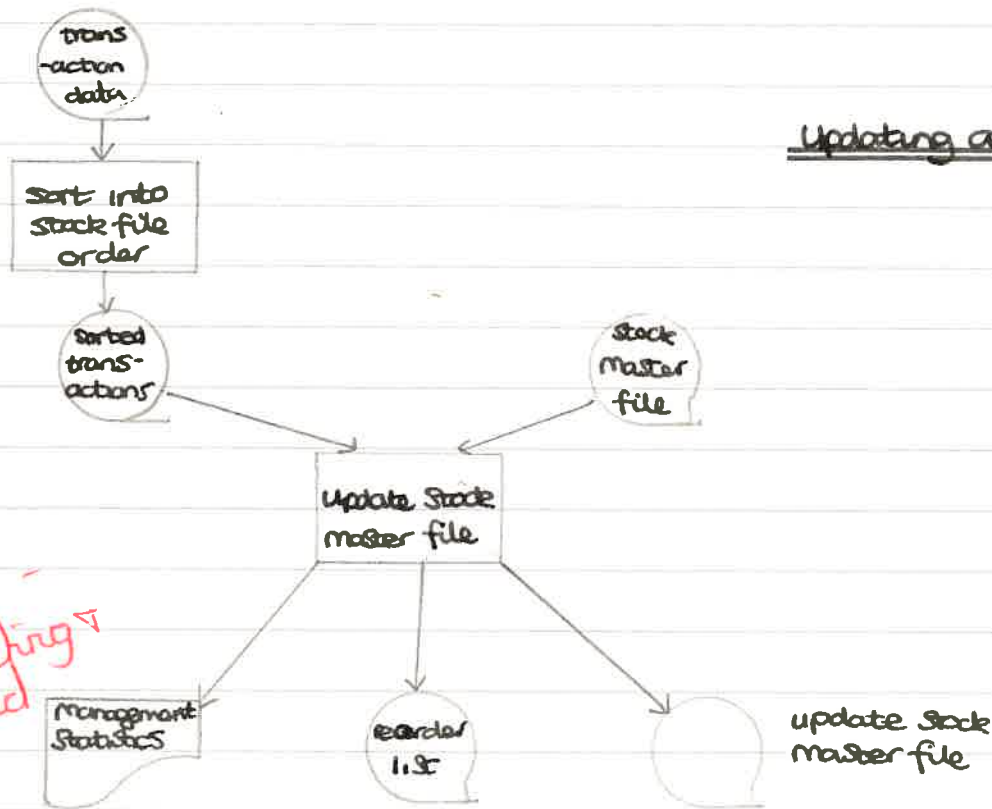 trans
-action
data
Updating a
sort into
stock file
order
sorted
trans-
actions
stock
master
file
update Stock
master file
management
Statistics
reorder
list
update stock
master file